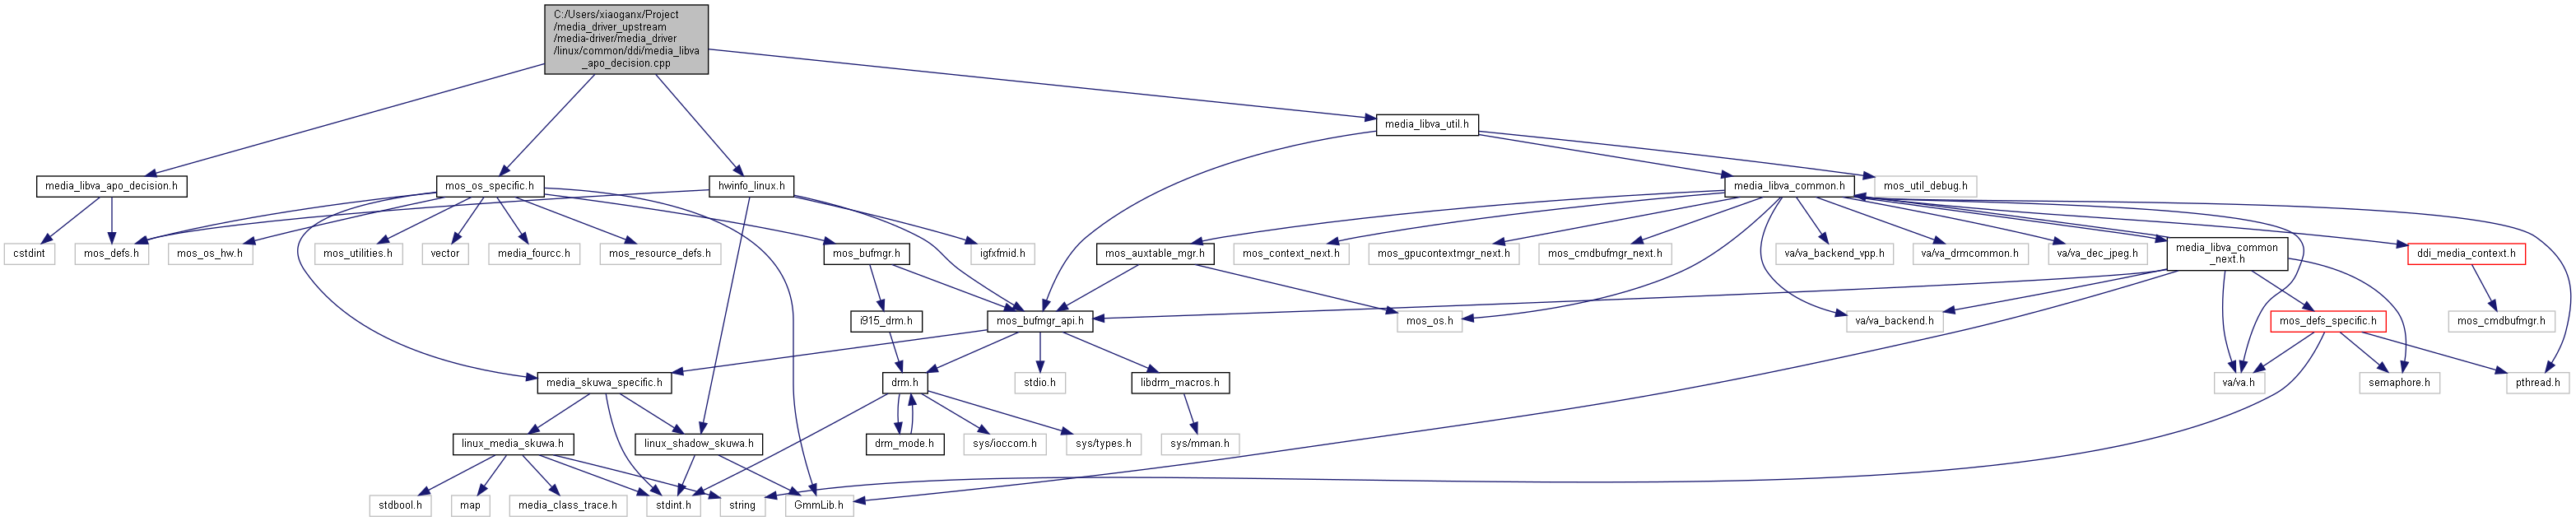 C:/Users/xiaoganx/Project
/media_driver_upstream
/media-driver/media_driver
/linux/common/ddi/media_libva
_apo_decision.cpp
media_libva_util.h
media_libva_apo_decision.h
mos_os_specific.h
hwinfo_linux.h
media_libva_common.h
mos_util_debug.h
cstdint
mos_defs.h
mos_os_hw.h
mos_utilities.h
vector
media_fourcc.h
mos_resource_defs.h
mos_bufmgr.h
igfxfmid.h
mos_auxtable_mgr.h
mos_context_next.h
mos_gpucontextmgr_next.h
mos_cmdbufmgr_next.h
va/va_backend_vpp.h
va/va_drmcommon.h
va/va_dec_jpeg.h
media_libva_common
_next.h
ddi_media_context.h
i915_drm.h
mos_bufmgr_api.h
mos_os.h
va/va_backend.h
mos_defs_specific.h
mos_cmdbufmgr.h
media_skuwa_specific.h
drm.h
stdio.h
libdrm_macros.h
va/va.h
semaphore.h
pthread.h
linux_media_skuwa.h
linux_shadow_skuwa.h
drm_mode.h
sys/ioccom.h
sys/types.h
sys/mman.h
stdbool.h
map
media_class_trace.h
stdint.h
string
GmmLib.h